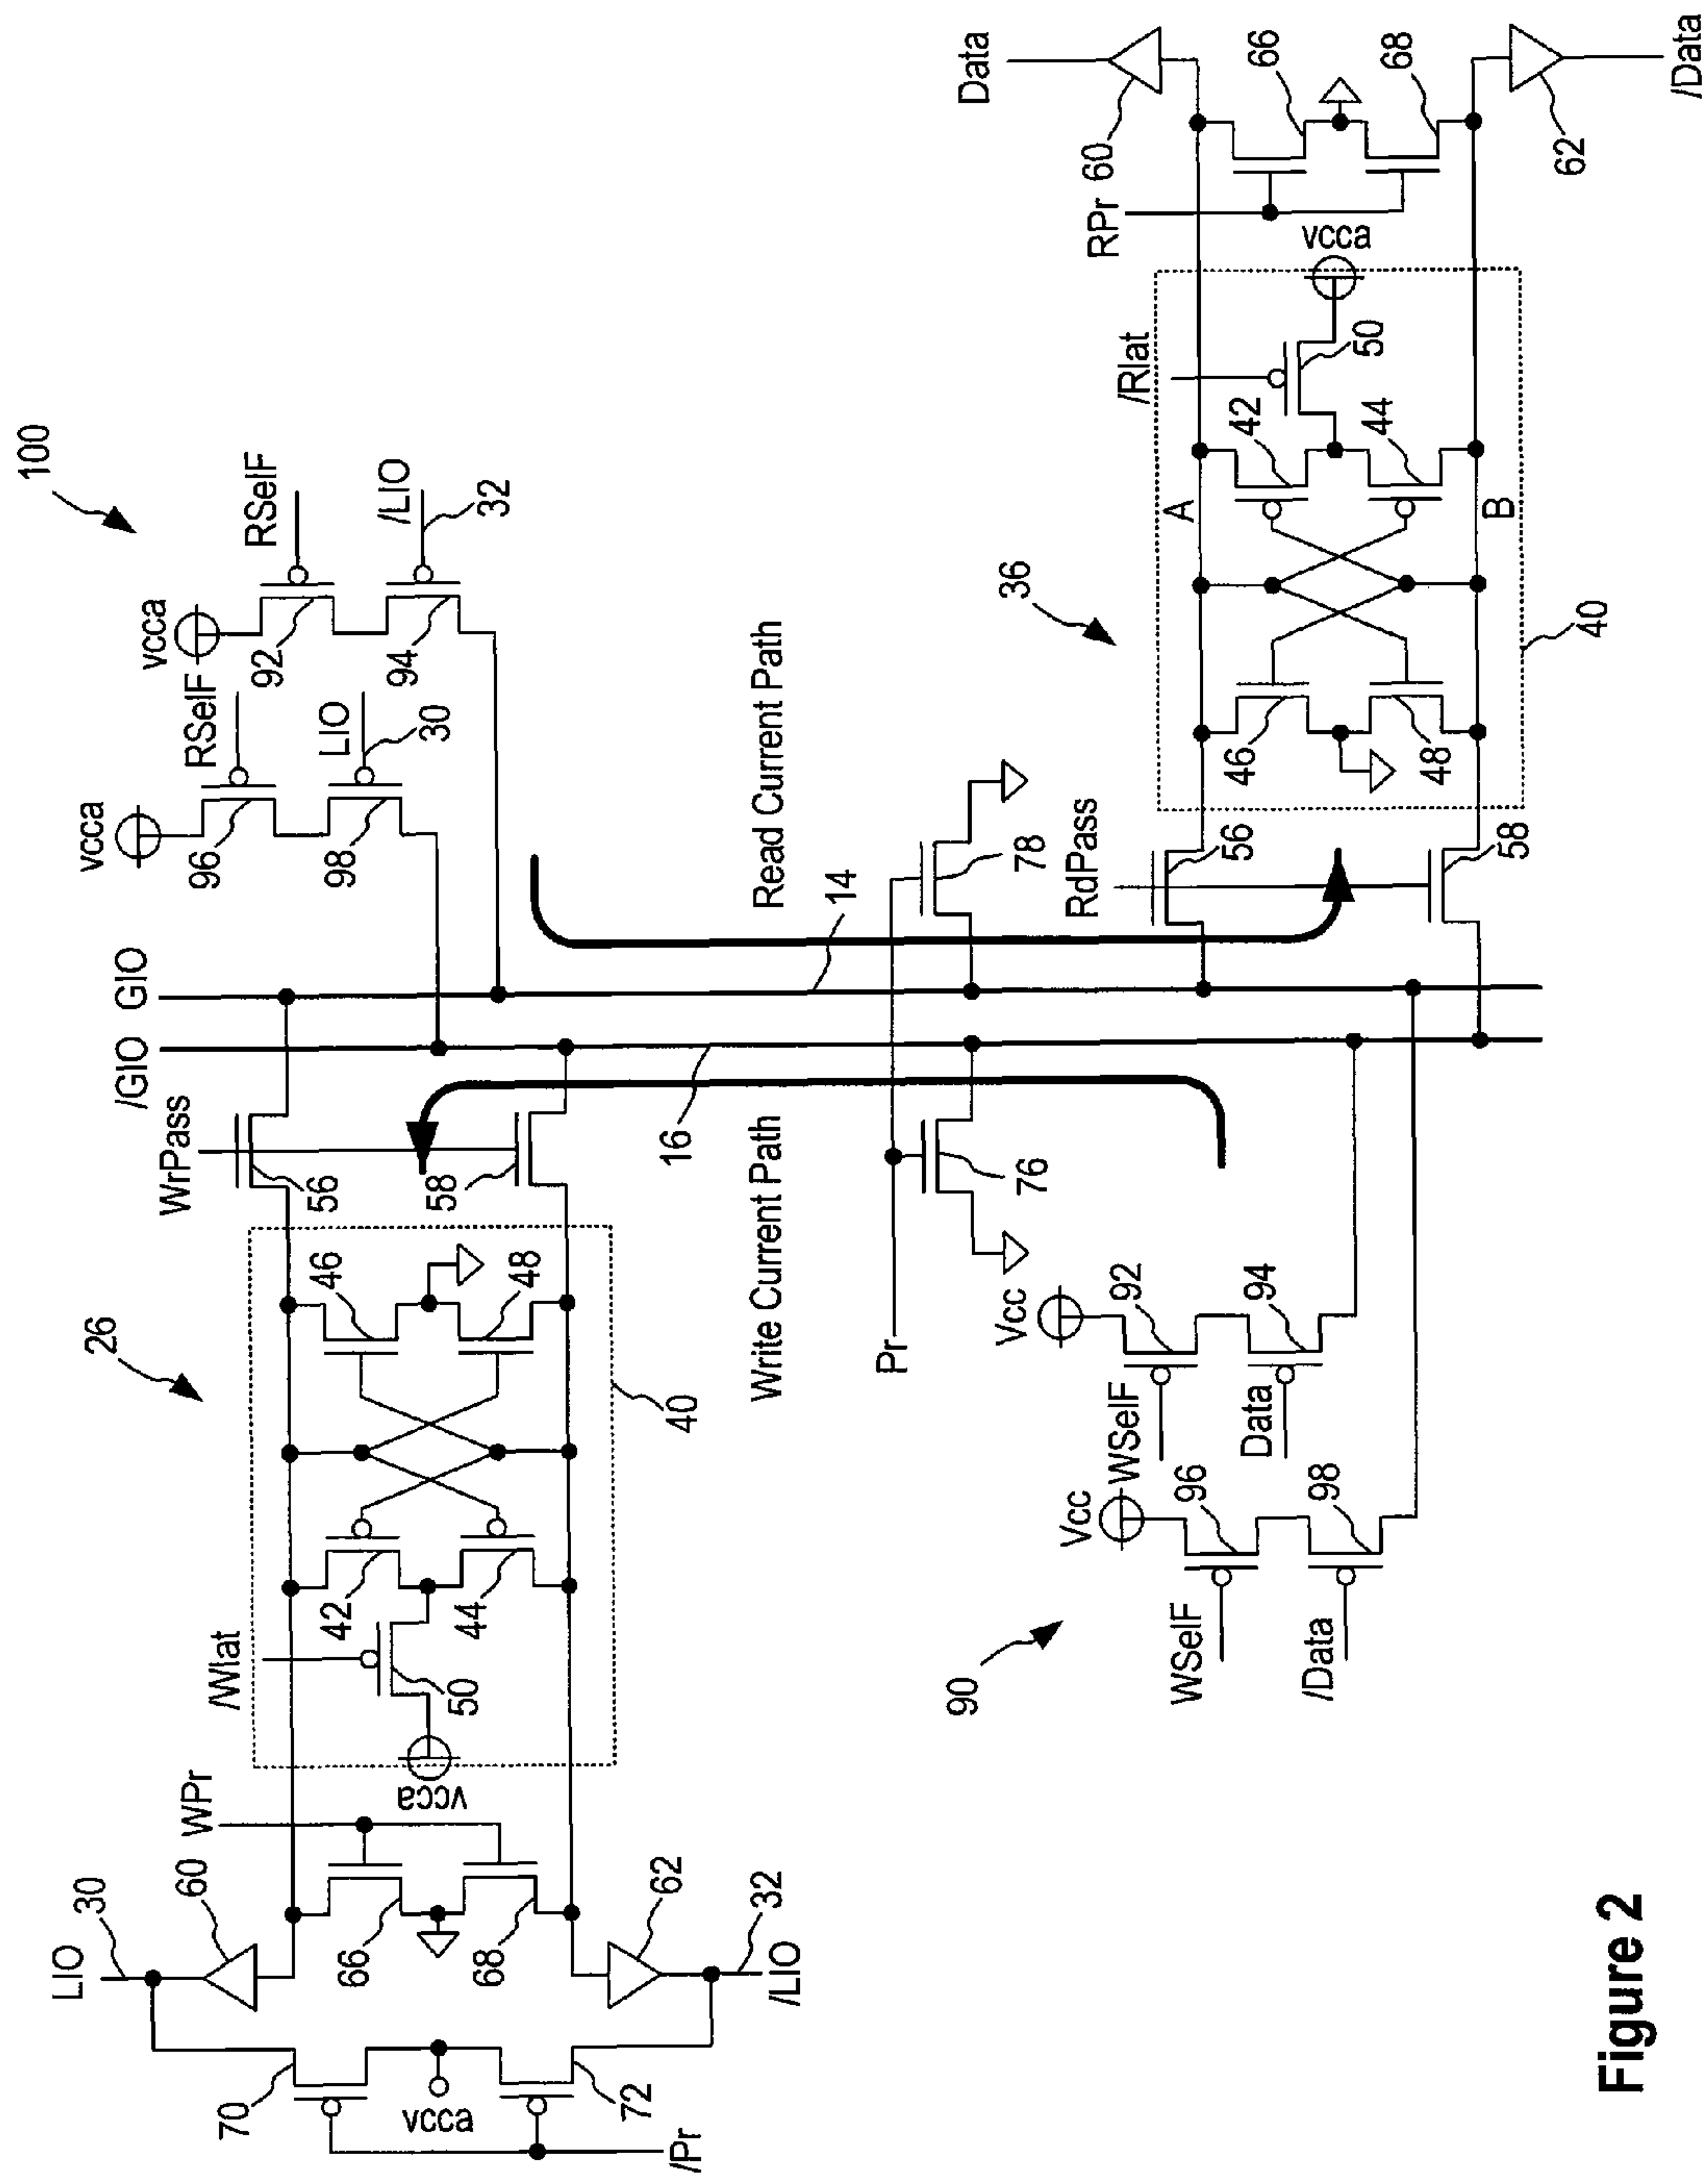 100
RSelF
/LIO
32
vcca
92
94
RSelF
LIO
30
vcca
96
98
/GIO
GIO
WrPass
56
58
16
14
Read Current Path
Write Current Path
26
46
48
40
42
44
/Wlat
50
vcca
WPr
66
68
30
LIO
60
62
32
/LIO
70
vcca
72
/Pr
Pr
76
78
Vcc
92
WSelF
94
Data
Vcc
96
WSelF
98
/Data
90
RdPass
56
58
36
46
48
40
A
B
42
44
/Rlat
50
vcca
RPr
66
68
60
62
Data
/Data
Figure 2